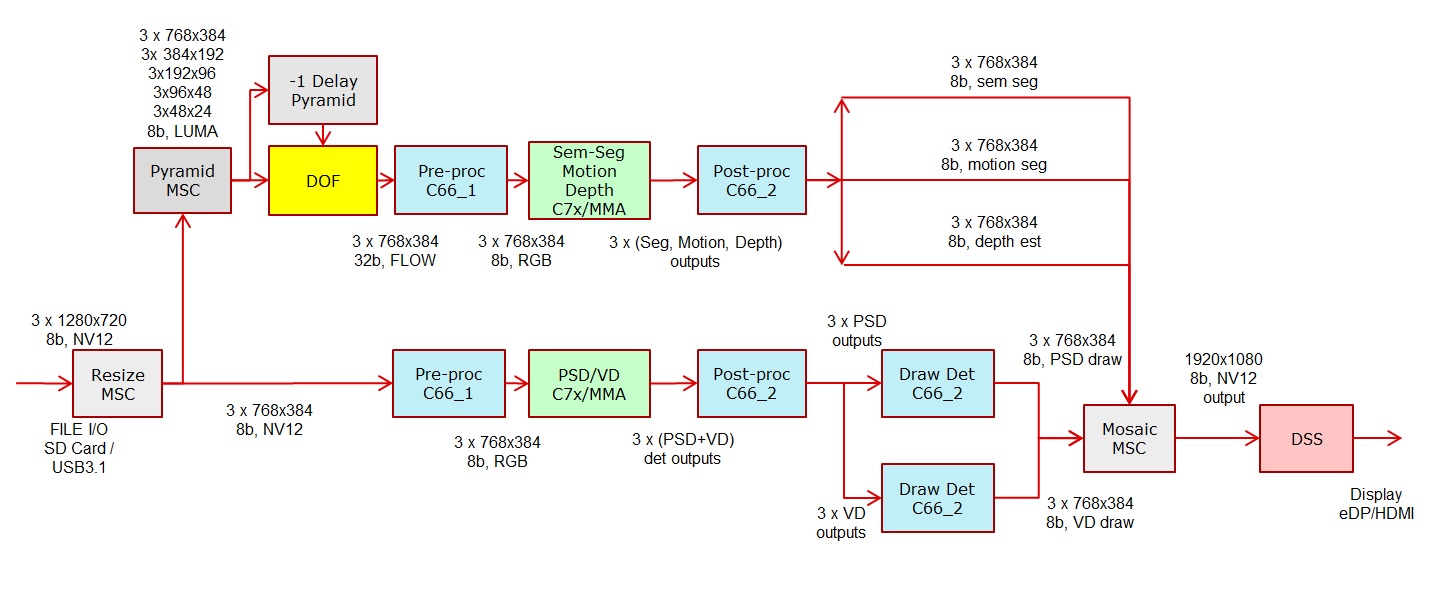 3 x 768x384
3x 384x192
3x192x96
3x96x48
3x48x24
8b, LUMA
-1 Delay
Pyramid
Pyramid
MSC
DOF
Pre-proc
C66_1
Sem-Seg
Motion
Depth
C7x/MMA
Post-proc
C66_2
3 x 768x384
8b, sem seg
3 x 768x384
8b, motion seg
3 x 768x384
8b, depth est
3 x 768x384
32b, FLOW
3 x 768x384
8b, RGB
3 x (Seg, Motion, Depth)
outputs
3 x 1280x720
8b, NV12
Resize
MSC
FILE I/O
SD Card /
USB3.1
3 x 768x384
8b, NV12
Pre-proc
C66_1
3 x 768x384
8b, RGB
PSD/VD
C7x/MMA
3 x (PSD+VD)
det outputs
Post-proc
C66_2
3 x PSD
outputs
Draw Det
C66_2
3 x VD
outputs
Draw Det
C66_2
3 x 768x384
8b, PSD draw
3 x 768x384
8b, VD draw
Mosaic
MSC
1920x1080
8b, NV12
output
DSS
Display
eDP/HDMI